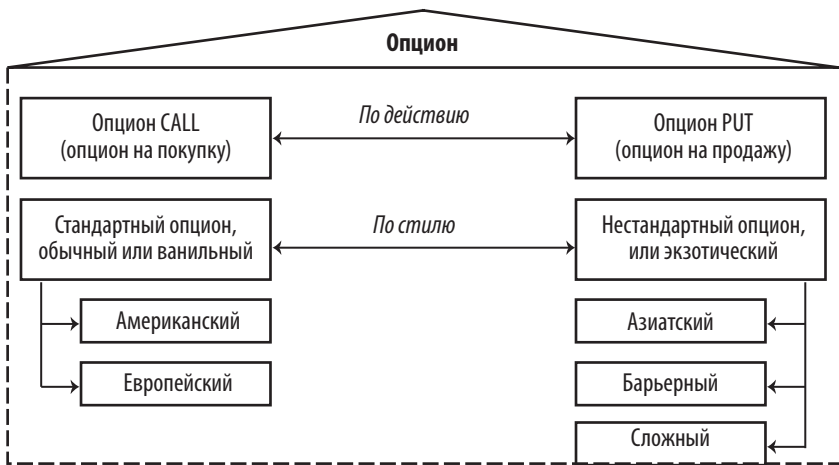 Опцион
Опцион CALL
(опцион на покупку)
По действию
Опцион PUT
(опцион на продажу)
Стандартный опцион,
обычный или ванильный
По стилю
Нестандартный опцион,
или экзотический
Американский
Азиатский
Европейский
Барьерный
Сложный